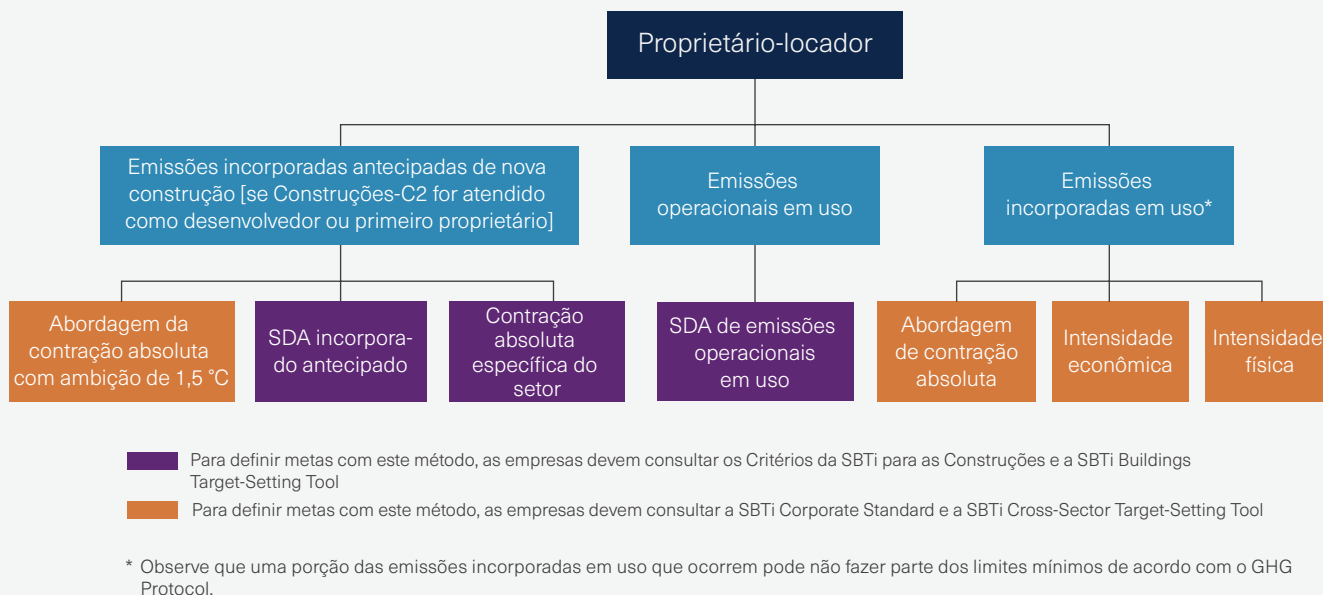 Proprietário-locador
Emissões incorporadas antecipadas de nova
construção [se Construções-C2 for atendido
como desenvolvedor ou primeiro proprietário]
Emissões
operacionais em uso
Emissões
incorporadas em uso*
Abordagem da
contração absoluta
com ambição de 1,5 °C
SDA incorpora-
do antecipado
Contração
absoluta
específica do
setor
SDA de emissões
operacionais
em uso
Abordagem
de contração
absoluta
Intensidade
econômica
Intensidade
física
Para definir metas com este método, as empresas devem consultar os Critérios da SBTi para as Construções e a SBTi Buildings
Target-Setting Tool
Para definir metas com este método, as empresas devem consultar a SBTi Corporate Standard e a SBTi Cross-Sector Target-Setting Tool
* Observe que uma porção das emissões incorporadas em uso que ocorrem pode não fazer parte dos limites mínimos de acordo com o GHG
Protocol.